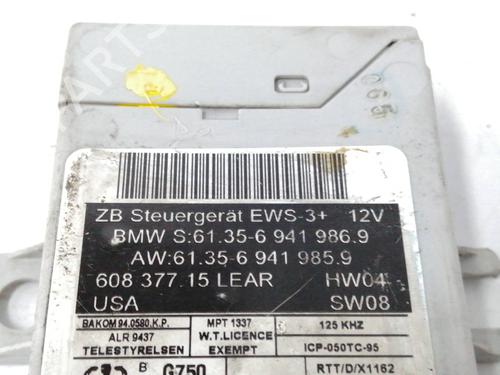 065
ZB Steuergerät EWS-3+ 12V
BMW S:61.35-6 941 986.9
AW:61.35-6 941 985.9
608 377.15 LEAR HW04
USA SW08
BAKOM 94.0580.K.P. MPT 1337 125 KHZ
ALR 9437 W.T.LICENCE
TELESTYRELSEN EXEMPT ICP-050TC-95
B G750 RTT/D/X1162